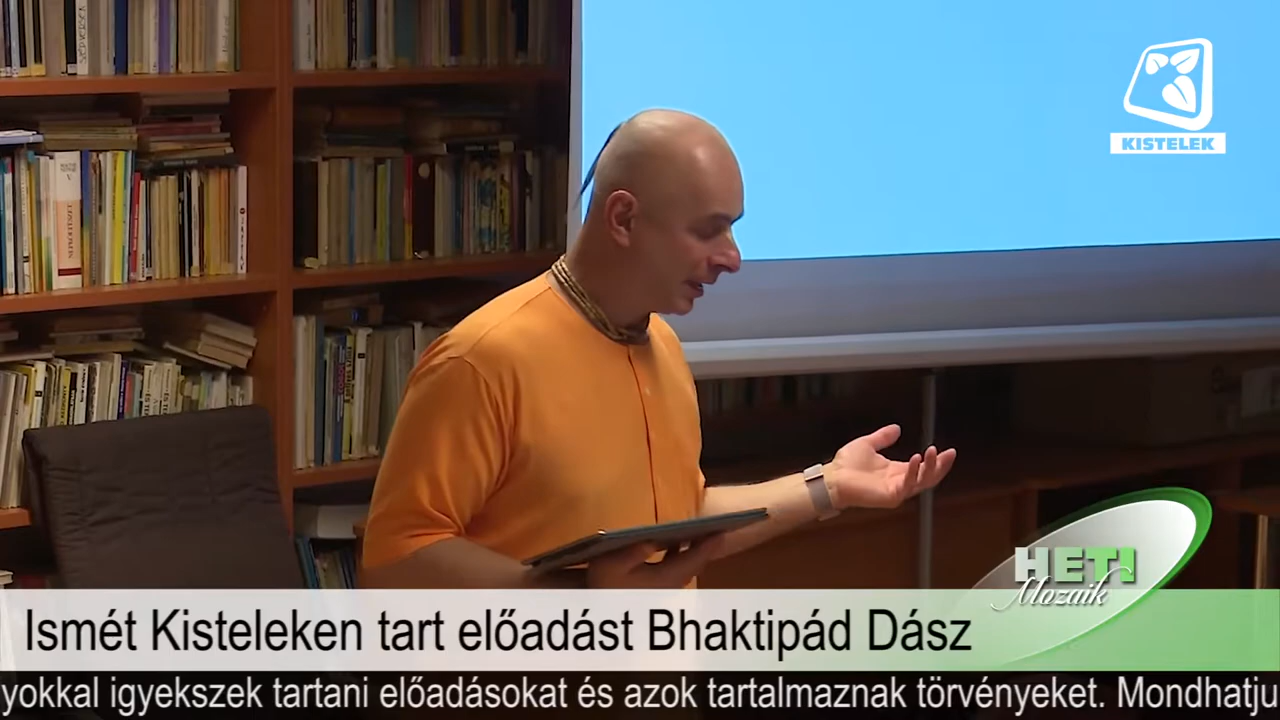 KISTELEK
HETI
Mozaik
Ismét Kisteleken tart előadást Bhaktipád Dász
yokkal igyekszek tartani előadásokat és azok tartalmaznak törvényeket. Mondhatju